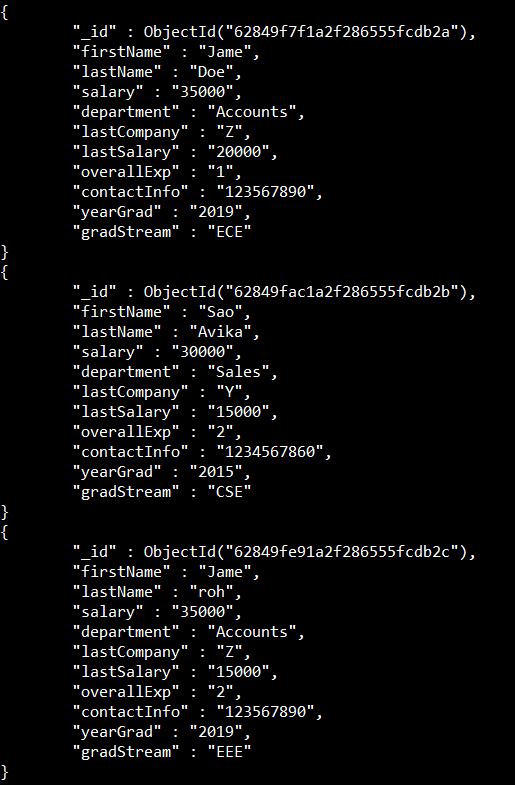 {
"_id" : ObjectId("62849f7f1a2f286555fcdb2a"),
"firstName" : "Jame",
"lastName" : "Doe",
"salary" : "35000",
"department" : "Accounts",
"lastCompany" : "Z",
"lastSalary" : "20000",
"overallExp" : "1",
"contactInfo" : "123567890",
"yearGrad" : "2019",
"gradStream" : "ECE"
}
{
"_id" : ObjectId("62849fac1a2f286555fcdb2b"),
"firstName" : "Sao",
"lastName" : "Avika",
"salary" : "30000",
"department" : "Sales",
"lastCompany" : "Y",
"lastSalary" : "15000",
"overallExp" : "2",
"contactInfo" : "1234567860",
"yearGrad" : "2015",
"gradStream" : "CSE"
}
{
"_id" : ObjectId("62849fe91a2f286555fcdb2c"),
"firstName" : "Jame",
"lastName" : "roh",
"salary" : "35000",
"department" : "Accounts",
"lastCompany" : "Z",
"lastSalary" : "15000",
"overallExp" : "2",
"contactInfo" : "123567890",
"yearGrad" : "2019",
"gradStream" : "EEE"
}